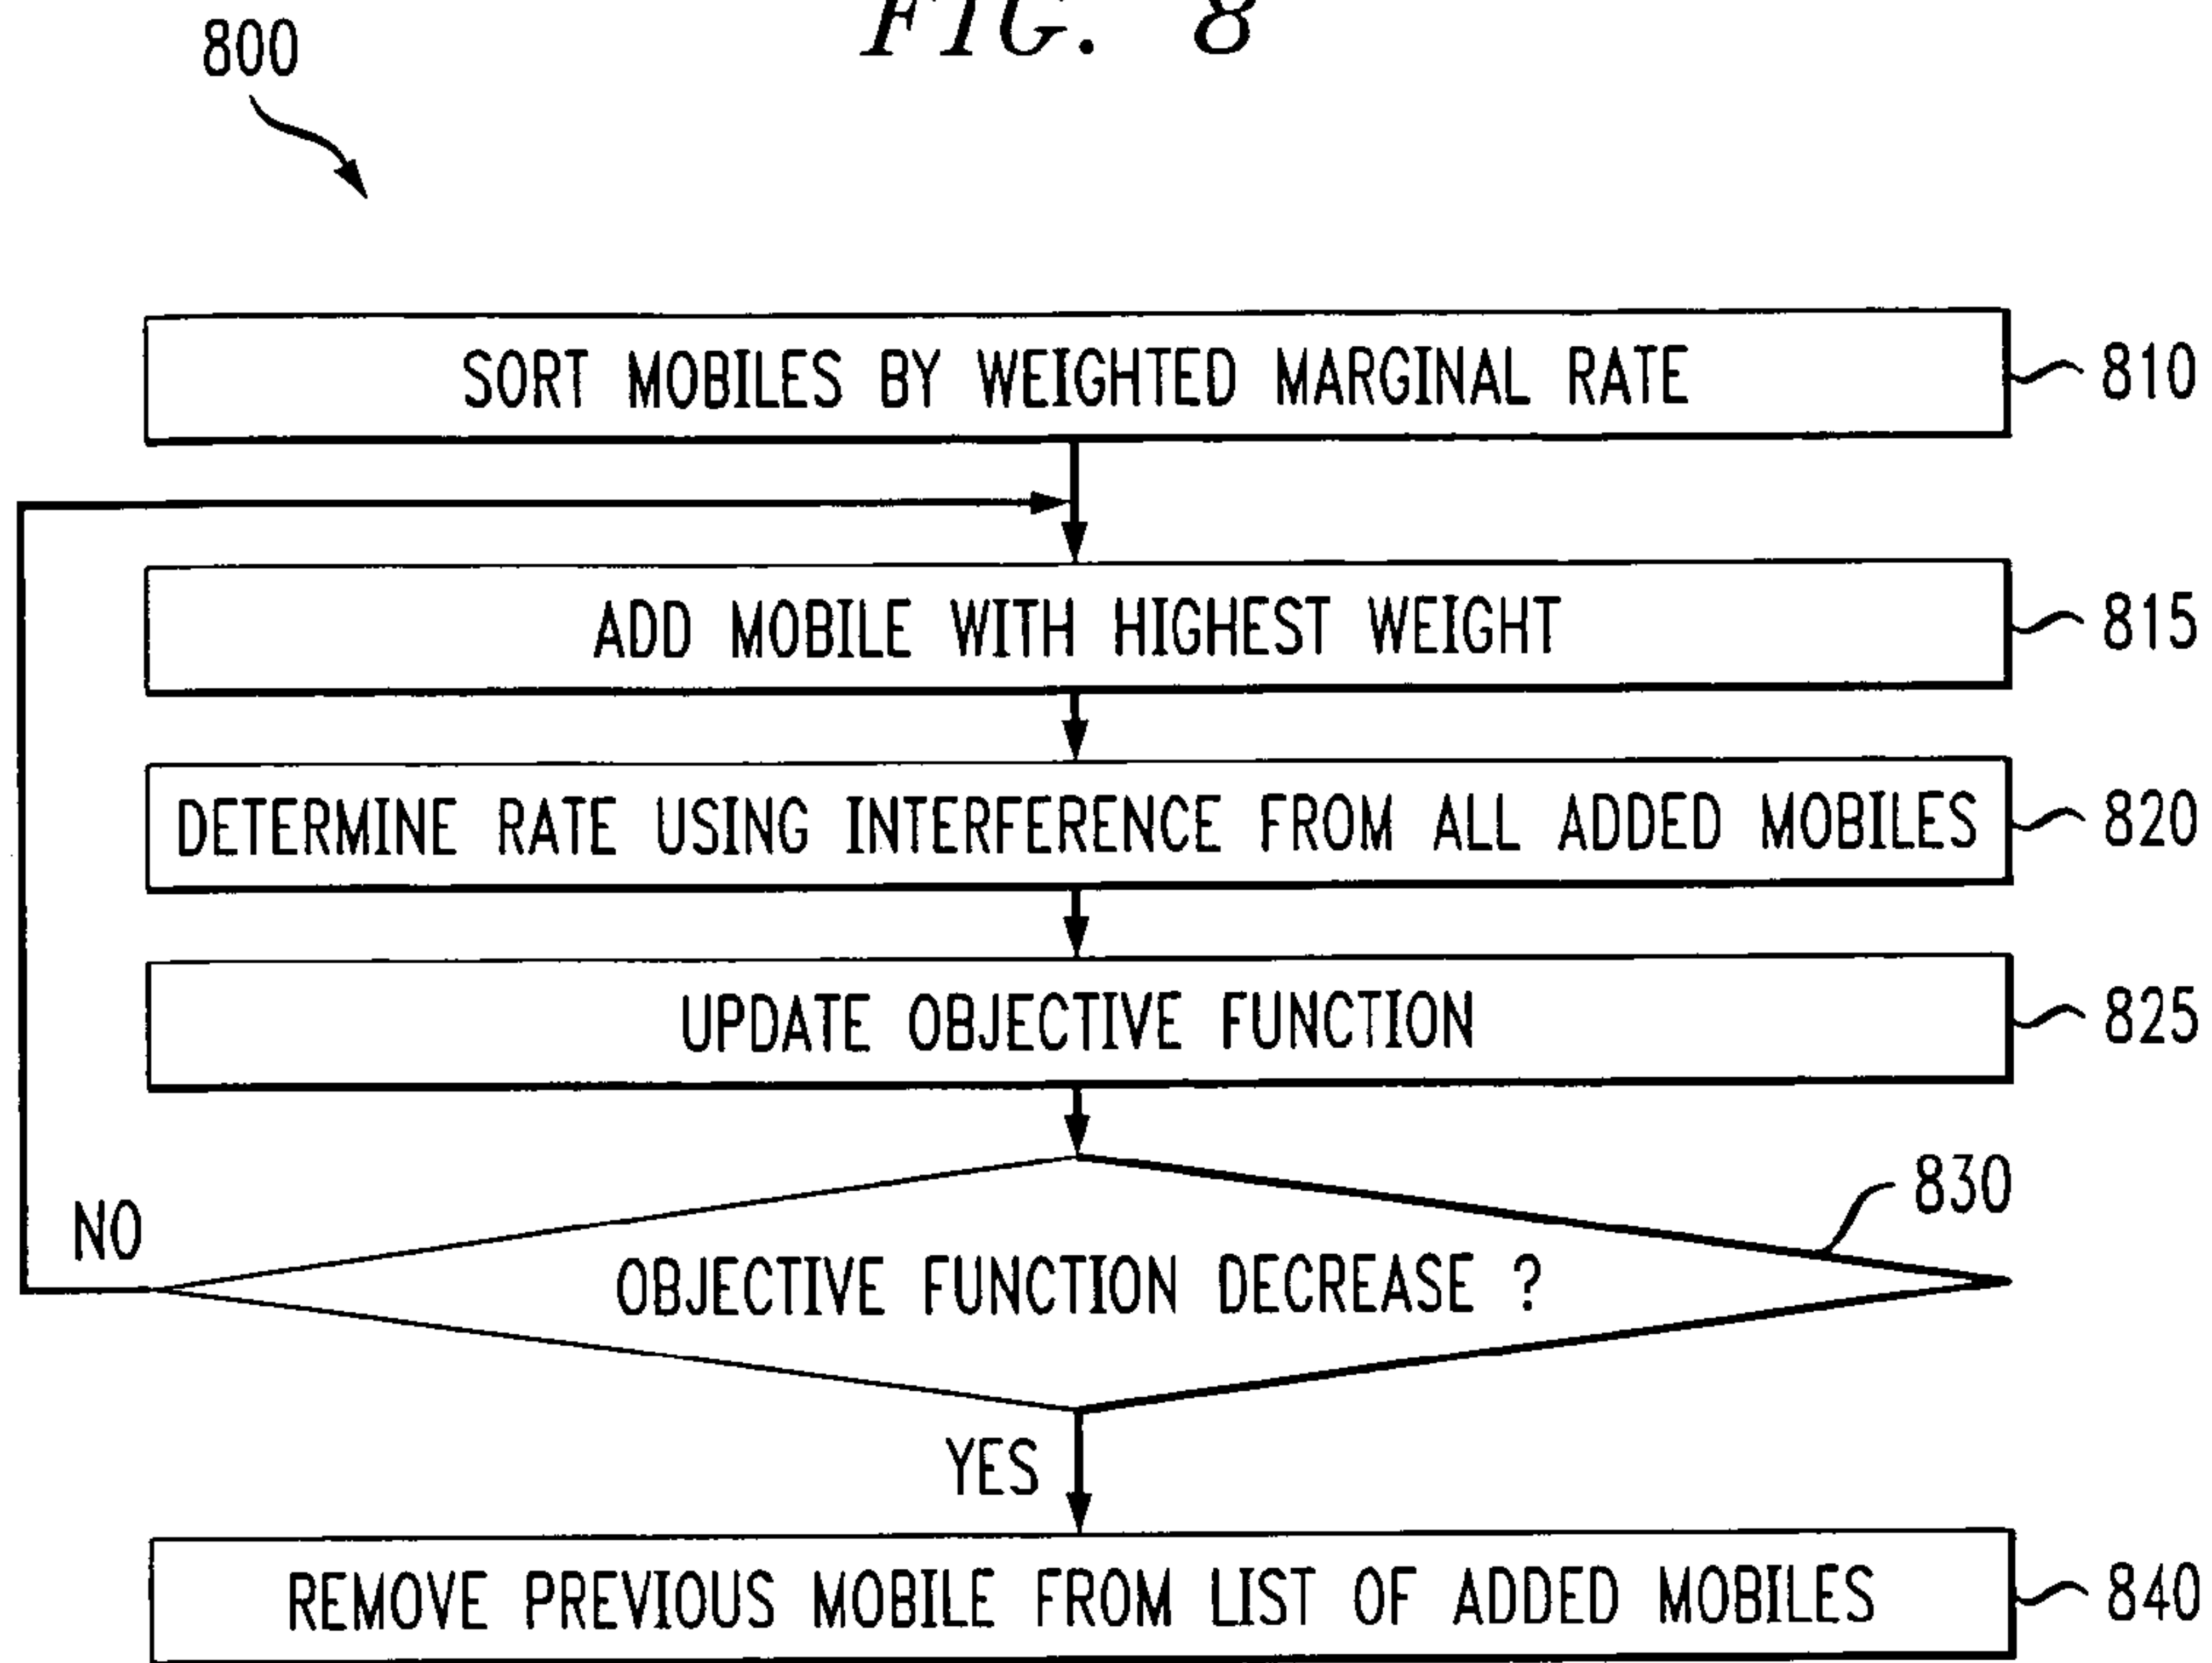 FIG. 8
800
SORT MOBILES BY WEIGHTED MARGINAL RATE
810
ADD MOBILE WITH HIGHEST WEIGHT
815
DETERMINE RATE USING INTERFERENCE FROM ALL ADDED MOBILES
820
UPDATE OBJECTIVE FUNCTION
825
830
NO
OBJECTIVE FUNCTION DECREASE ?
YES
REMOVE PREVIOUS MOBILE FROM LIST OF ADDED MOBILES
840